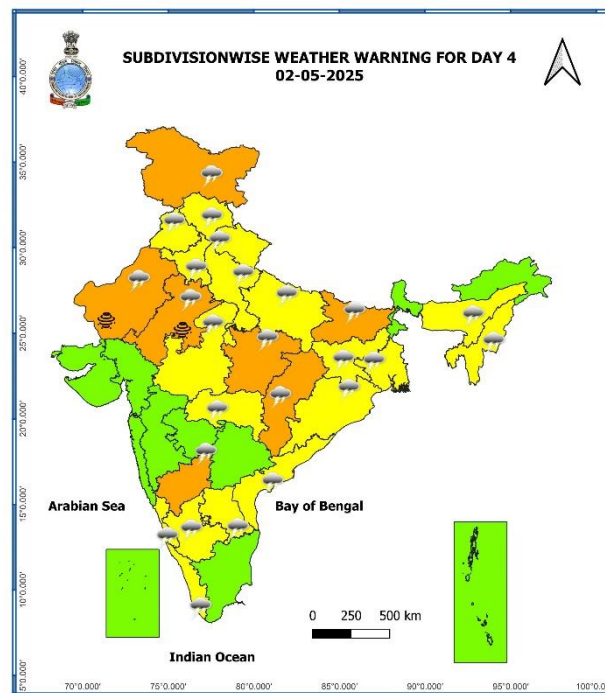 SUBDIVISIONWISE WEATHER WARNING FOR DAY 4
02-05-2025
40°0.000'
35°0.000'
30°0.000'
25°0.000'
20°0.000'
15°0.000'
10°0.000'
5°0.000'
Arabian Sea
Bay of Bengal
0 250 500 km
Indian Ocean
70°0.000' 75°0.000' 80°0.000' 85°0.000' 90°0.000' 95°0.000' 100°0.0